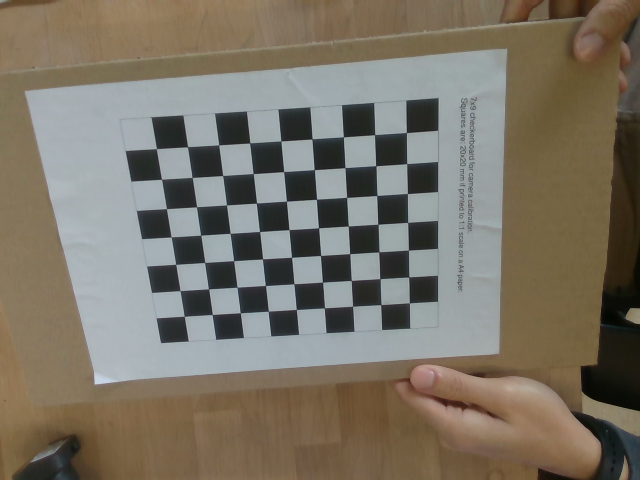 7x9 checkerboard for camera calibration.
Squares are: 20x20 mm if printed to 1:1 scale on a A4 paper.